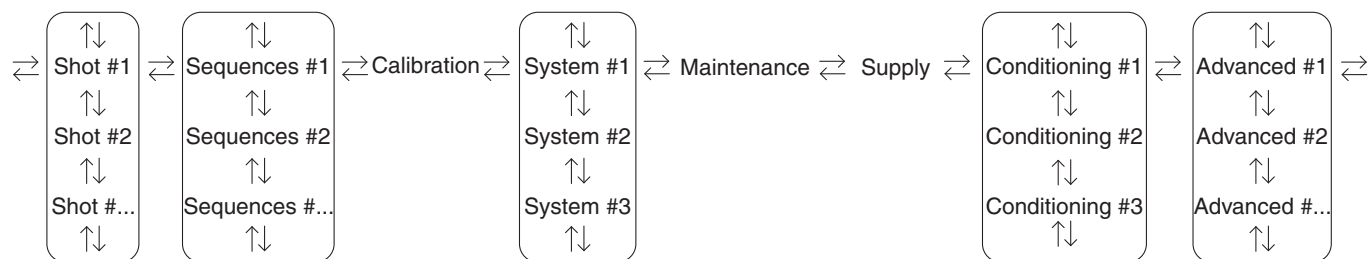 Shot #1 Sequences #1 Calibration System #1 Maintenance Supply Conditioning #1 Advanced #1
Shot #2 Sequences #2 System #2 Conditioning #2 Advanced #2
Shot #... Sequences #... System #3 Conditioning #3 Advanced #...